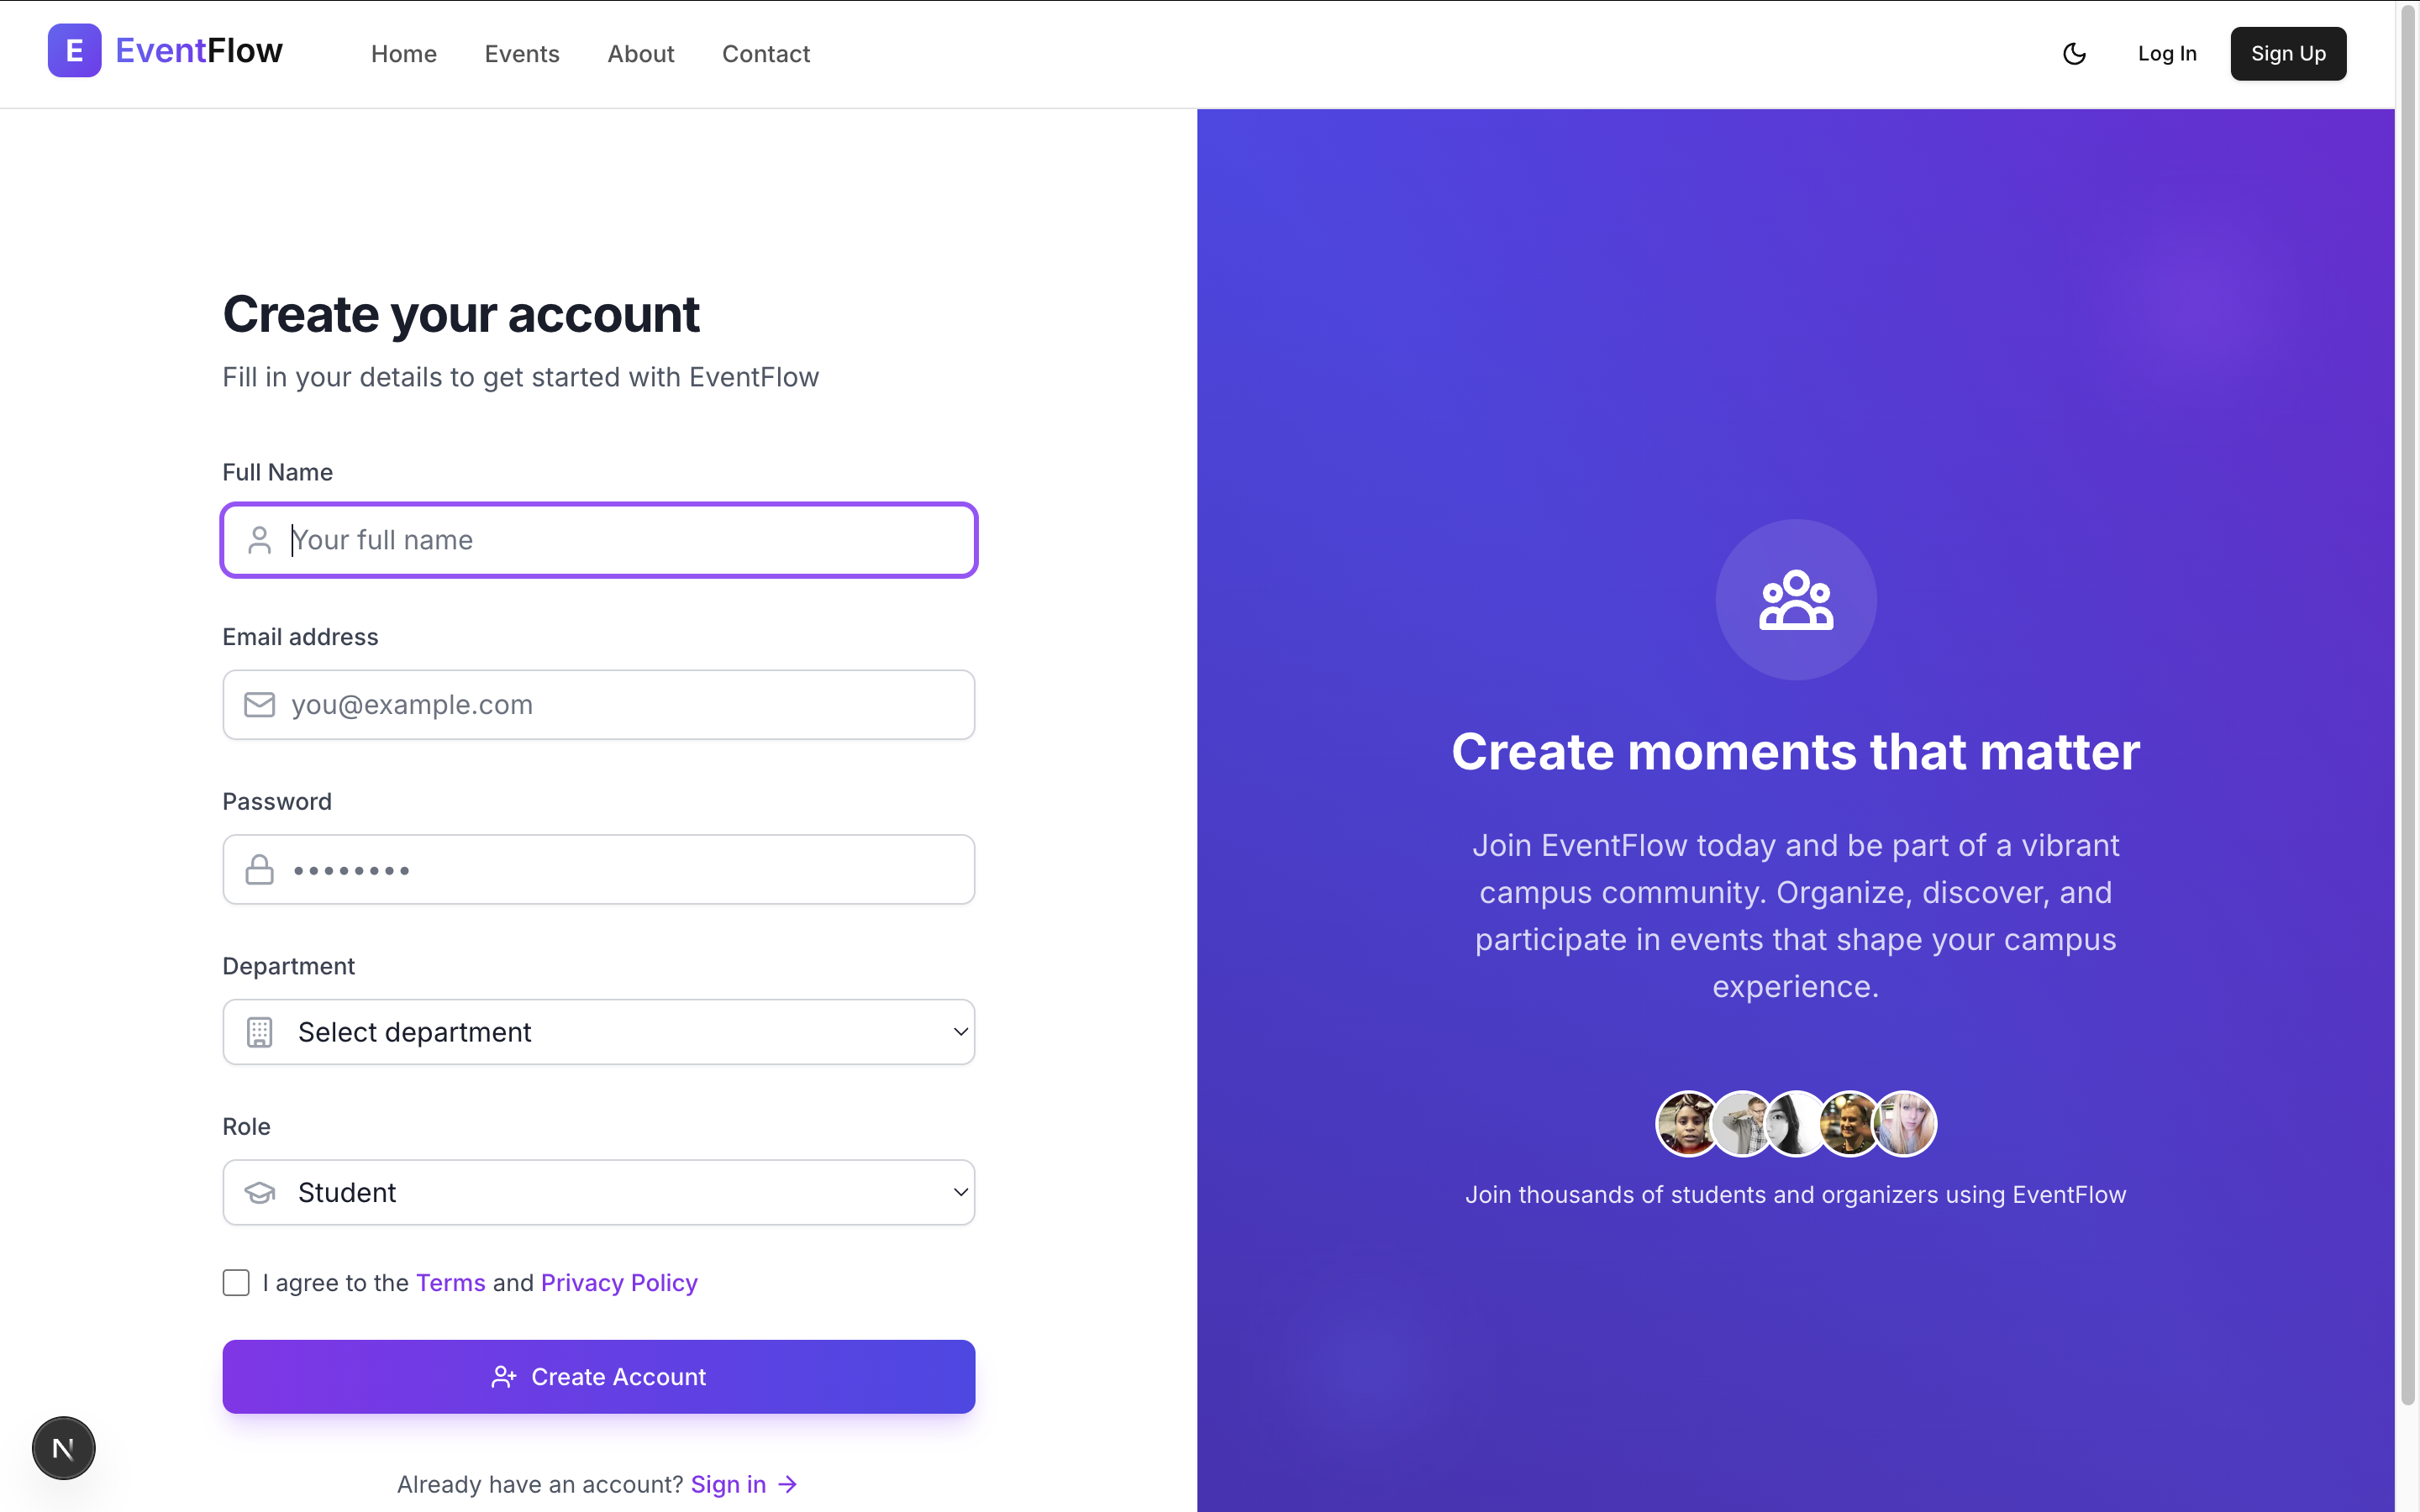 E EventFlow Home Events About Contact Log In Sign Up
Create your account
Fill in your details to get started with EventFlow
Full Name
Your full name
Email address
you@example.com
Password
••••••••
Department
Select department
Role
Student
I agree to the Terms and Privacy Policy
Create Account
Already have an account? Sign in →
N
Create moments that matter
Join EventFlow today and be part of a vibrant
campus community. Organize, discover, and
participate in events that shape your campus
experience.
Join thousands of students and organizers using EventFlow